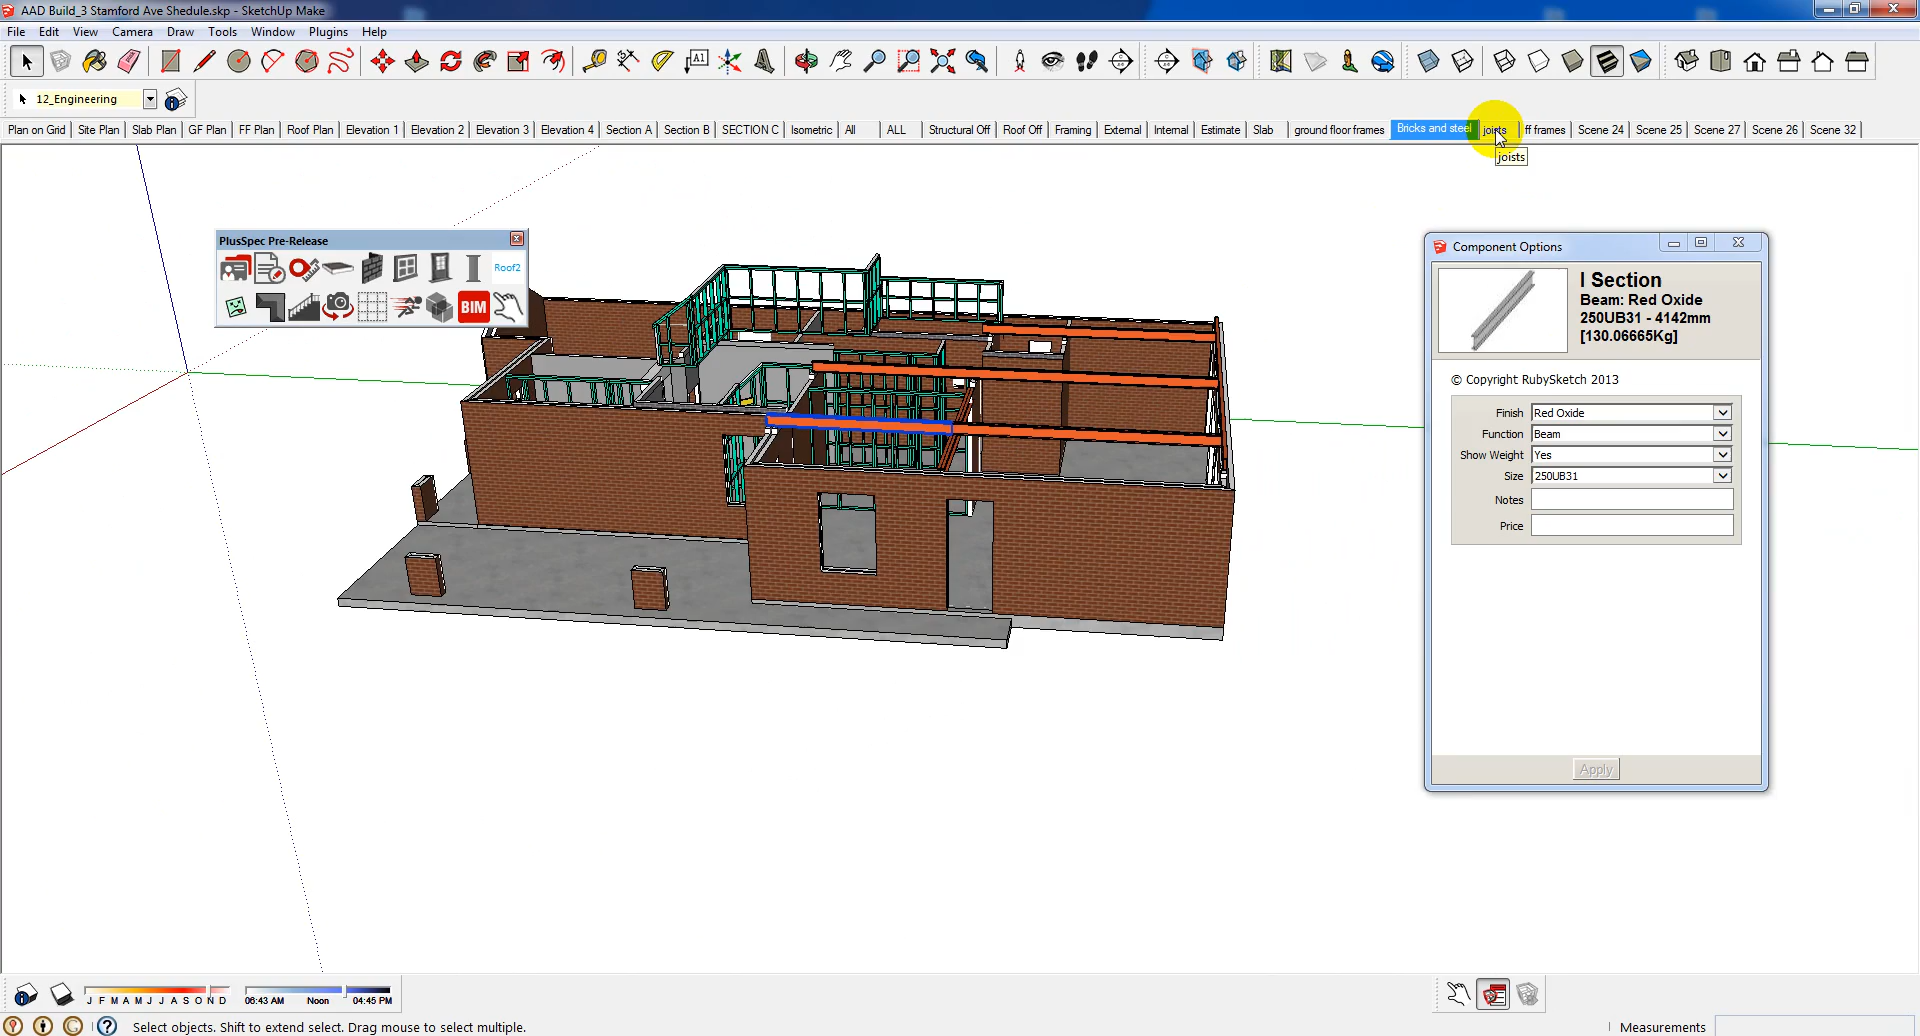 AAD Build_3 Stamford Ave Shedule.skp - SketchUp Make
File Edit View Camera Draw Tools Window Plugins Help
A1
12_Engineering
Plan on Grid Site Plan Slab Plan GF Plan FF Plan Roof Plan Elevation 1 Elevation 2 Elevation 3 Elevation 4 Section A Section B SECTION C Isometric All ALL Structural Off Roof Off Framing External Internal Estimate Slab ground floor frames Bricks and steel joists ff frames Scene 24 Scene 25 Scene 27 Scene 26 Scene 32
joists
PlusSpec Pre-Release
Roof2
BIM
Component Options
I Section
Beam: Red Oxide
250UB31 - 4142mm
[130.06665Kg]
© Copyright RubySketch 2013
Finish Red Oxide
Function Beam
Show Weight Yes
Size 250UB31
Notes
Price
Apply
J F M A M J J A S O N D 06:43 AM Noon 04:45 PM
Select objects. Shift to extend select. Drag mouse to select multiple.
Measurements